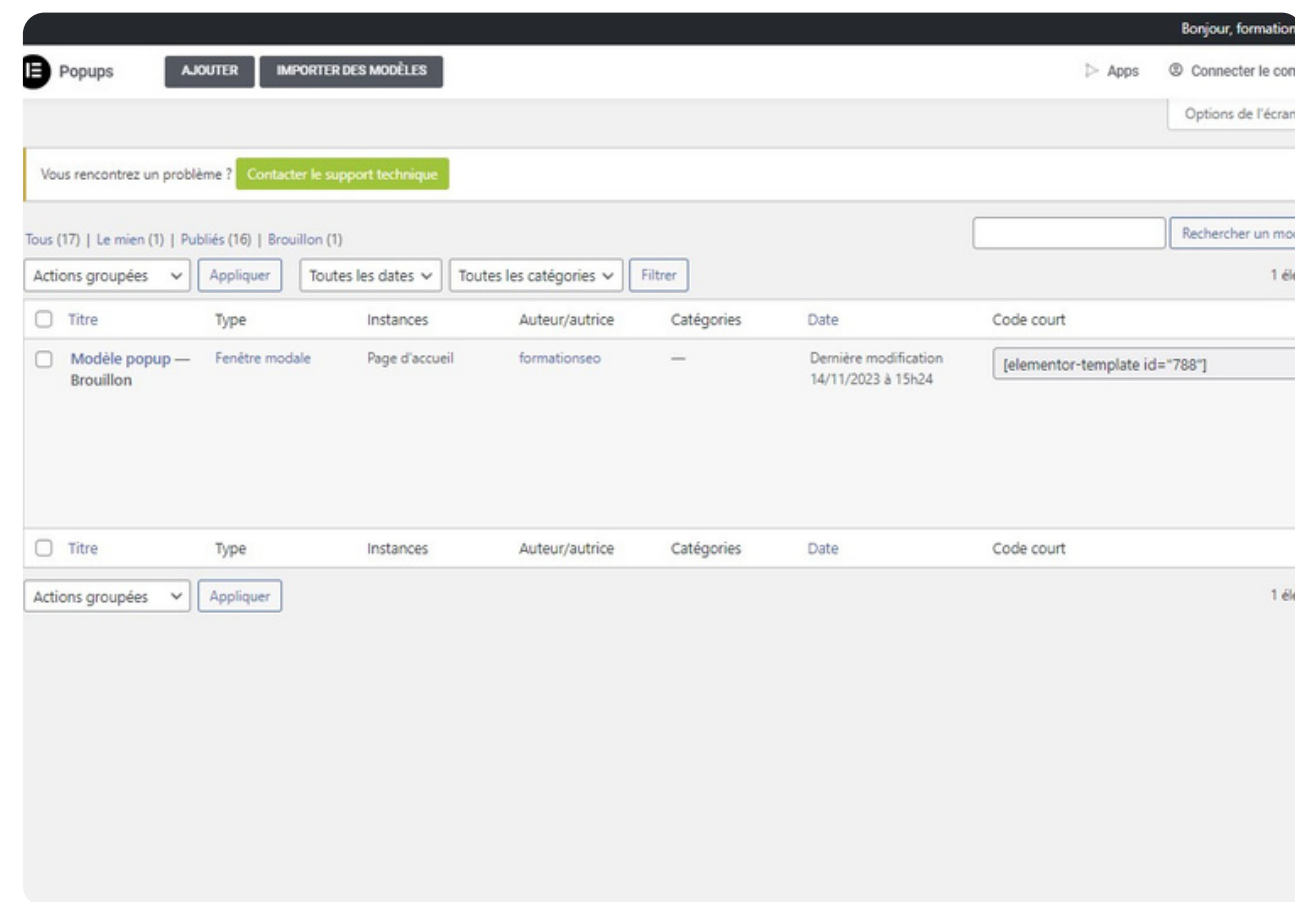 Bonjour, formation
Popups AJOUTER IMPORTER DES MODÈLES Apps Connecter le con
Options de l'écran
Vous rencontrez un problème ? Contacter le support technique
Tous (17) | Le mien (1) | Publiés (16) | Brouillon (1)
Rechercher un mod
Actions groupées Appliquer Toutes les dates Toutes les catégories Filtrer 1 éle
Titre Type Instances Auteur/autrice Catégories Date Code court
Modèle popup — Fenêtre modale Page d'accueil formationseo — Dernière modification [elementor-template id="788"]
Brouillon 14/11/2023 à 15h24
Titre Type Instances Auteur/autrice Catégories Date Code court
Actions groupées Appliquer 1 éle